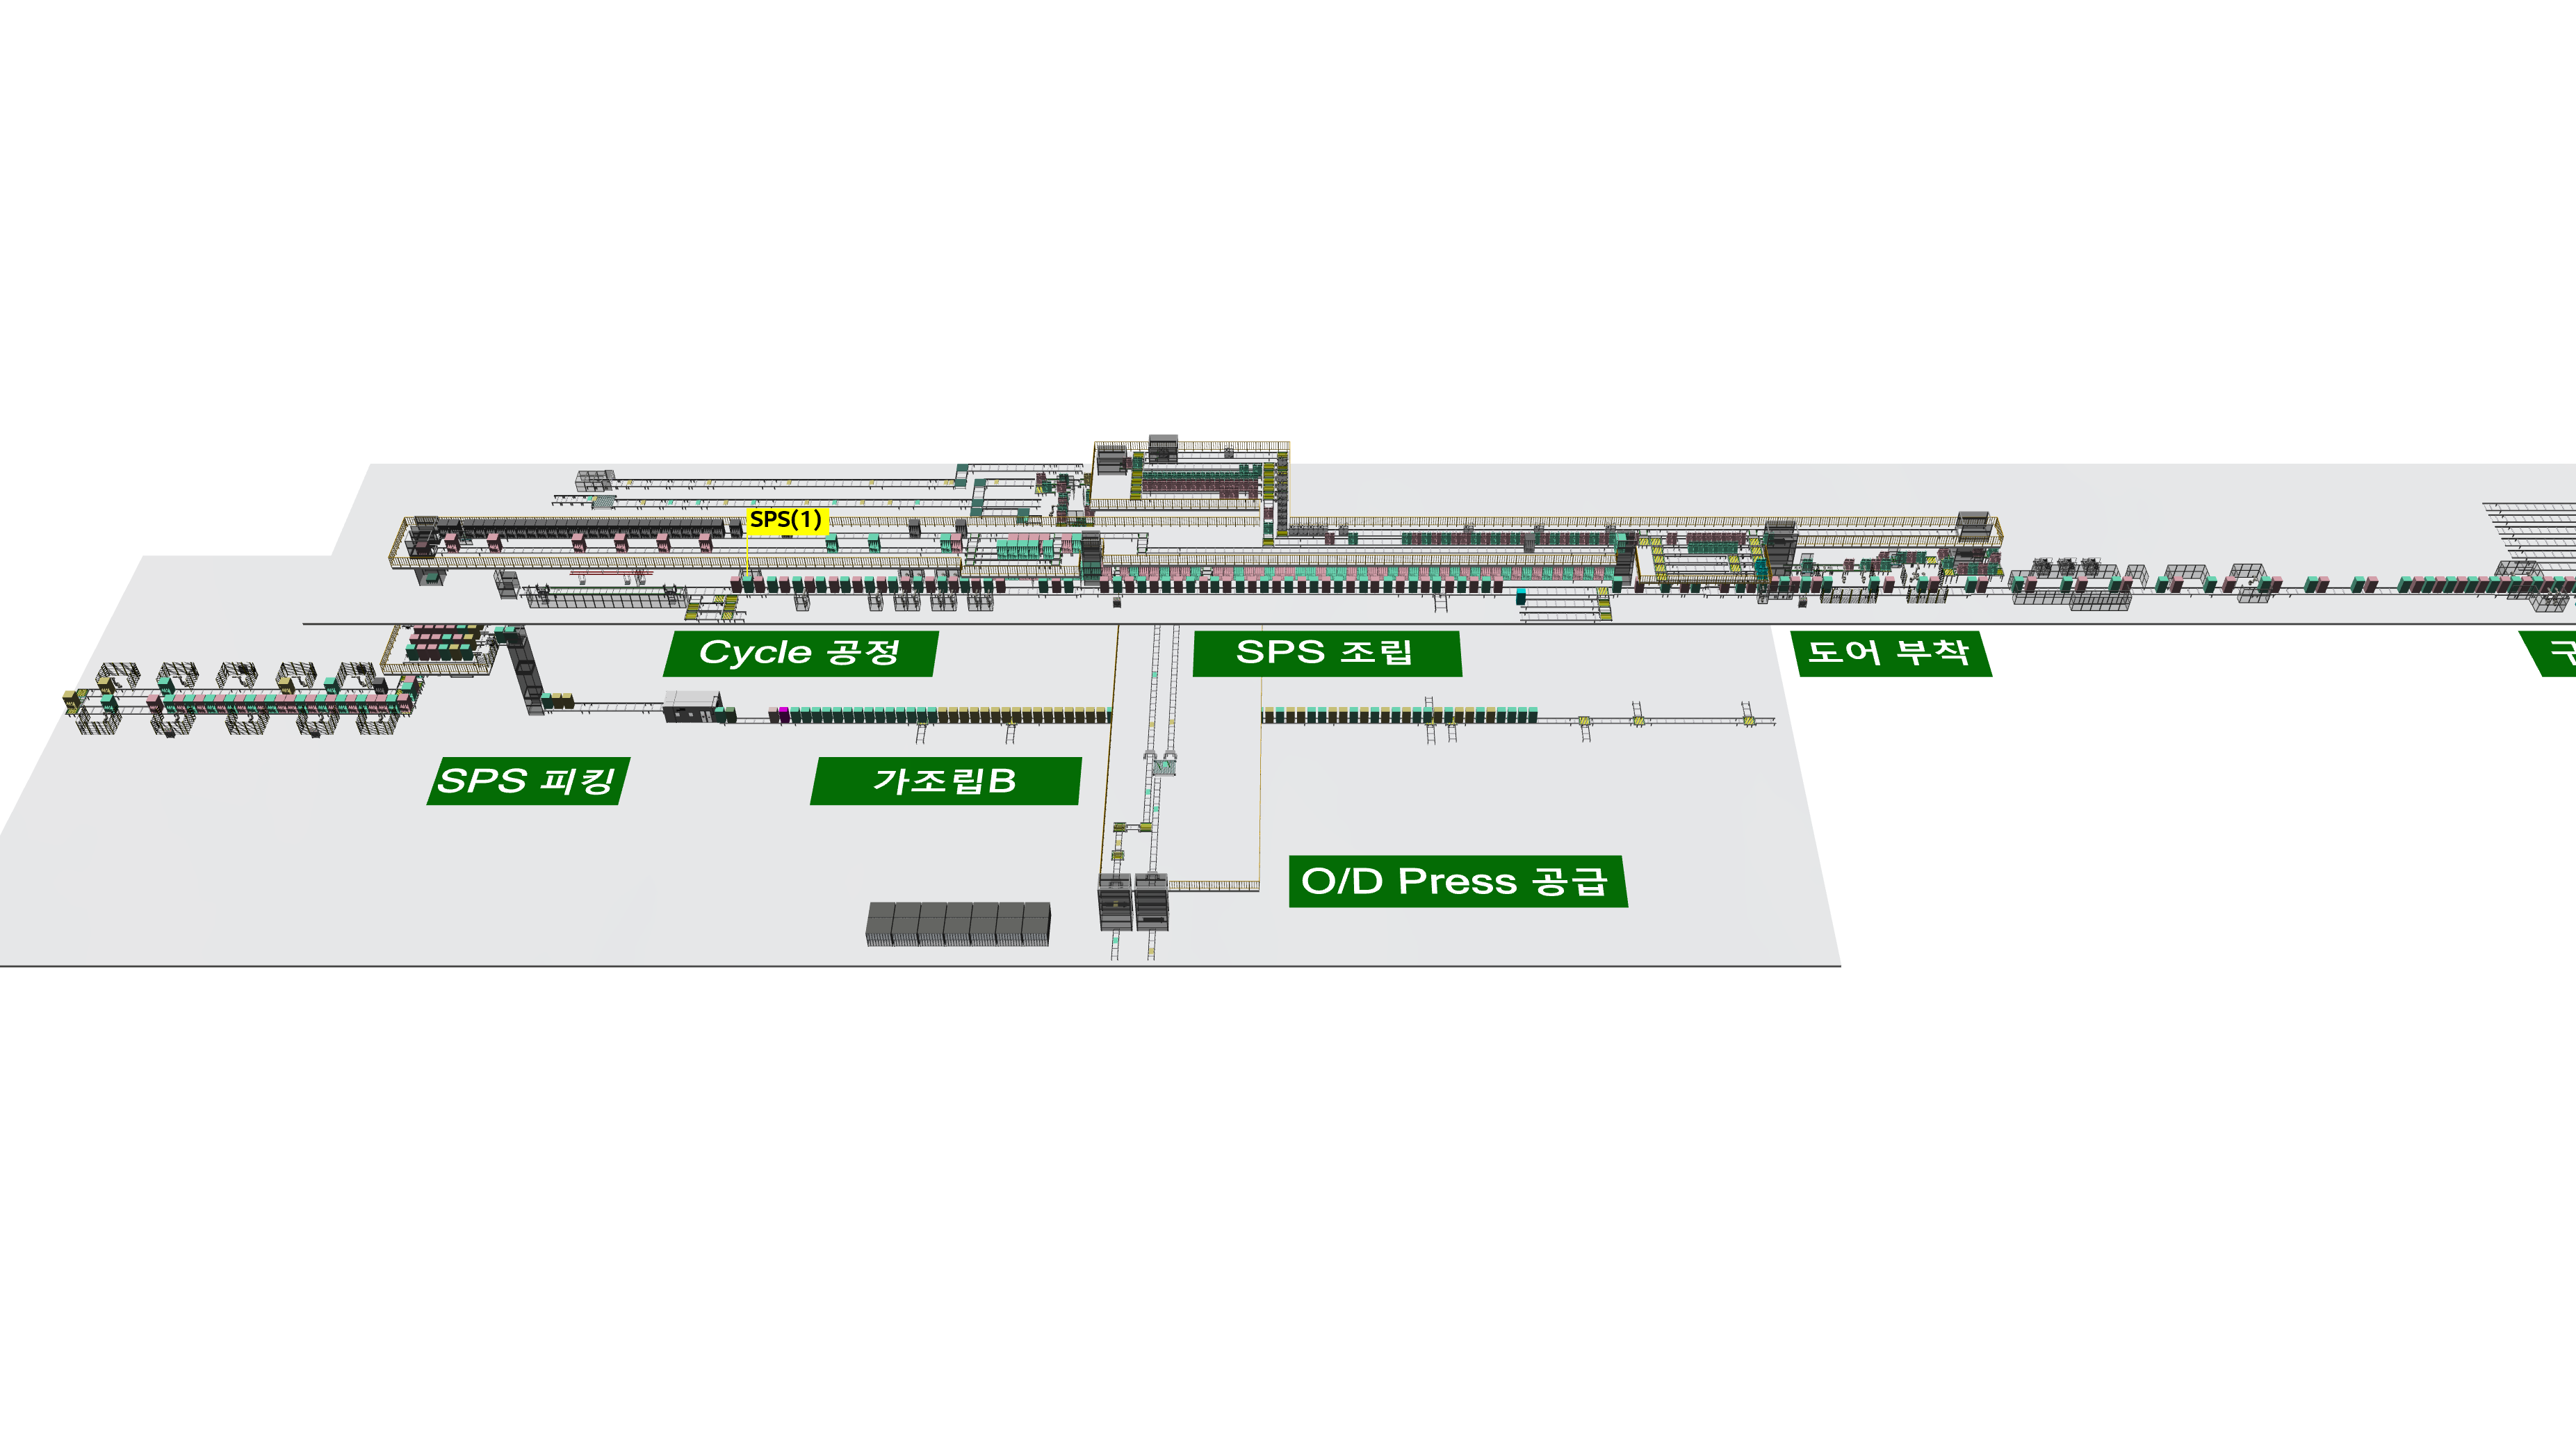 SPS(1)
Cycle 공정
SPS 조립
도어 부착
SPS 피킹
가조립B
O/D Press 공급